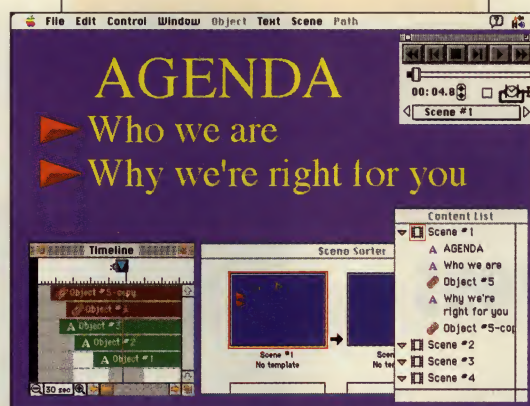 File Edit Control Window Object Text Scene Path
AGENDA
Who we are
Why we're right for you
00:04.8
Scene #1
Timeline
Object #5-copy
Object #3
Object #2
Object #1
30 sec
Scene Sorter
Scene #1
No template
Content List
Scene #1
AGENDA
Who we are
Object #5
Why we're
right for you
Object #5-cop
Scene #2
Scene #3
Scene #4